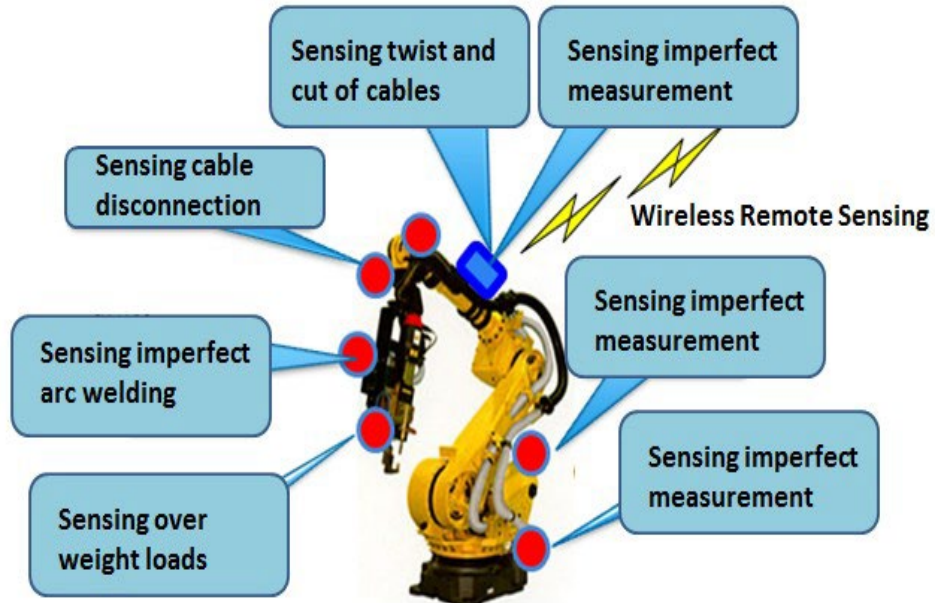 Sensing twist and
cut of cables
Sensing imperfect
measurement
Sensing cable
disconnection
Wireless Remote Sensing
Sensing imperfect
measurement
Sensing imperfect
arc welding
Sensing imperfect
measurement
Sensing over
weight loads